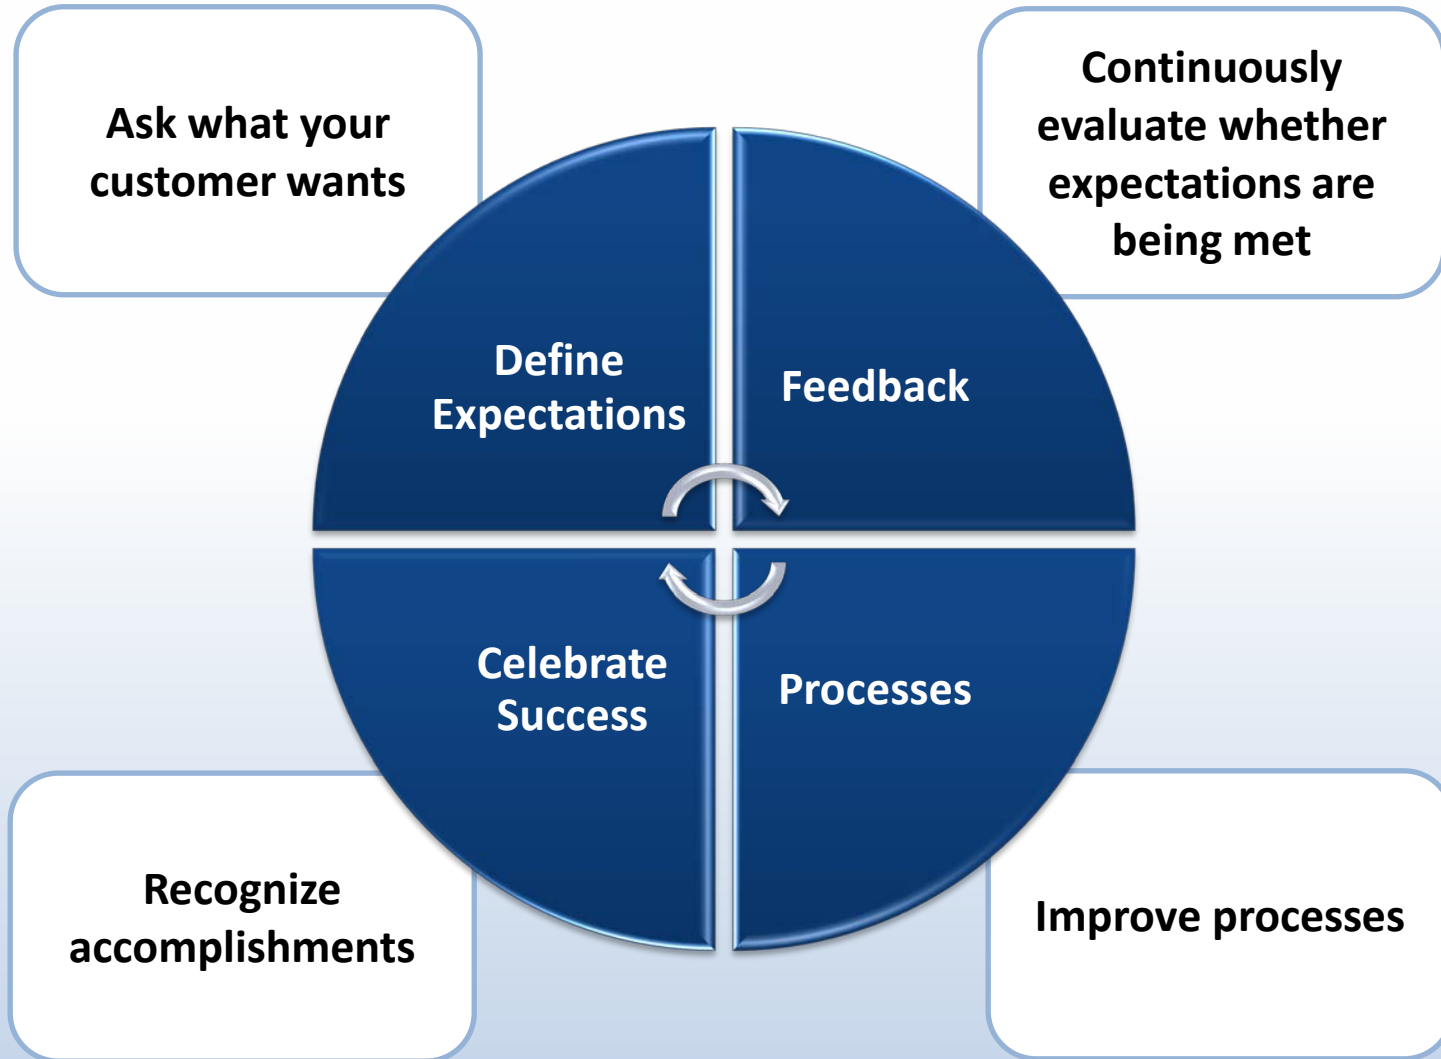 Ask what your
customer wants
Continuously
evaluate whether
expectations are
being met
Define
Expectations
Feedback
Celebrate
Success
Processes
Recognize
accomplishments
Improve processes